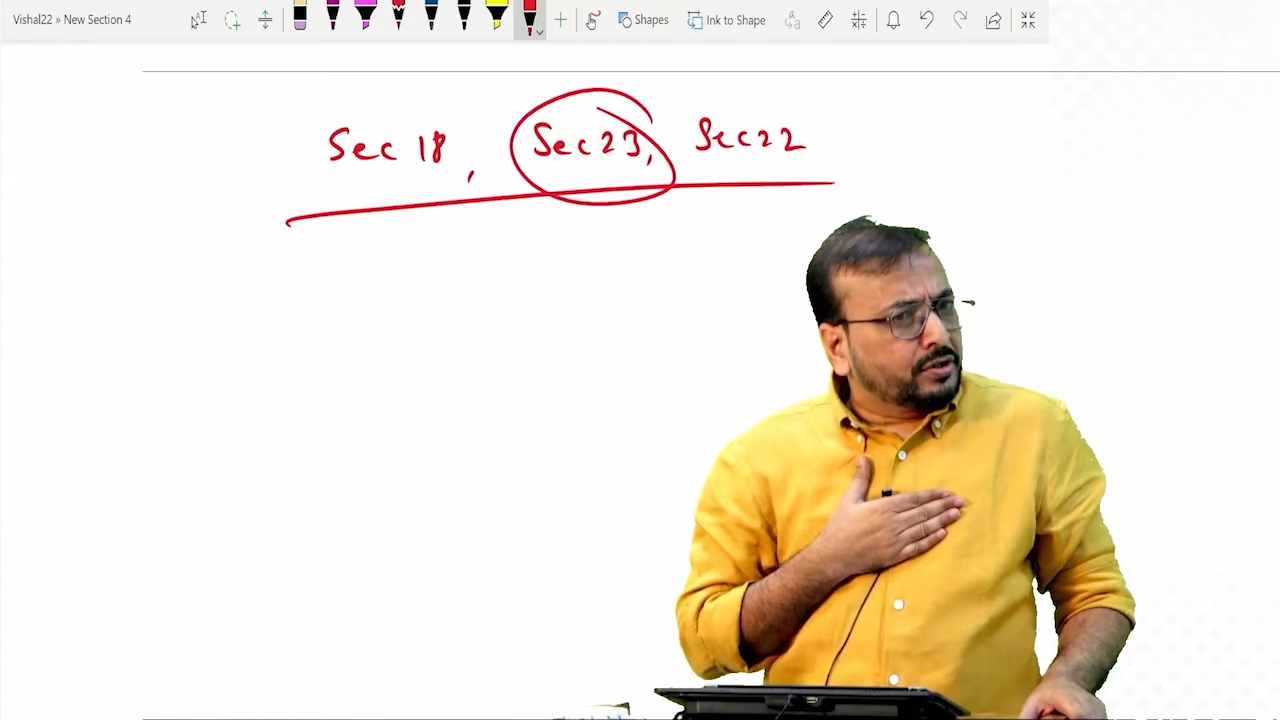 Vishal22 » New Section 4 Shapes Ink to Shape
Sec 18, Sec 23, Sec 22